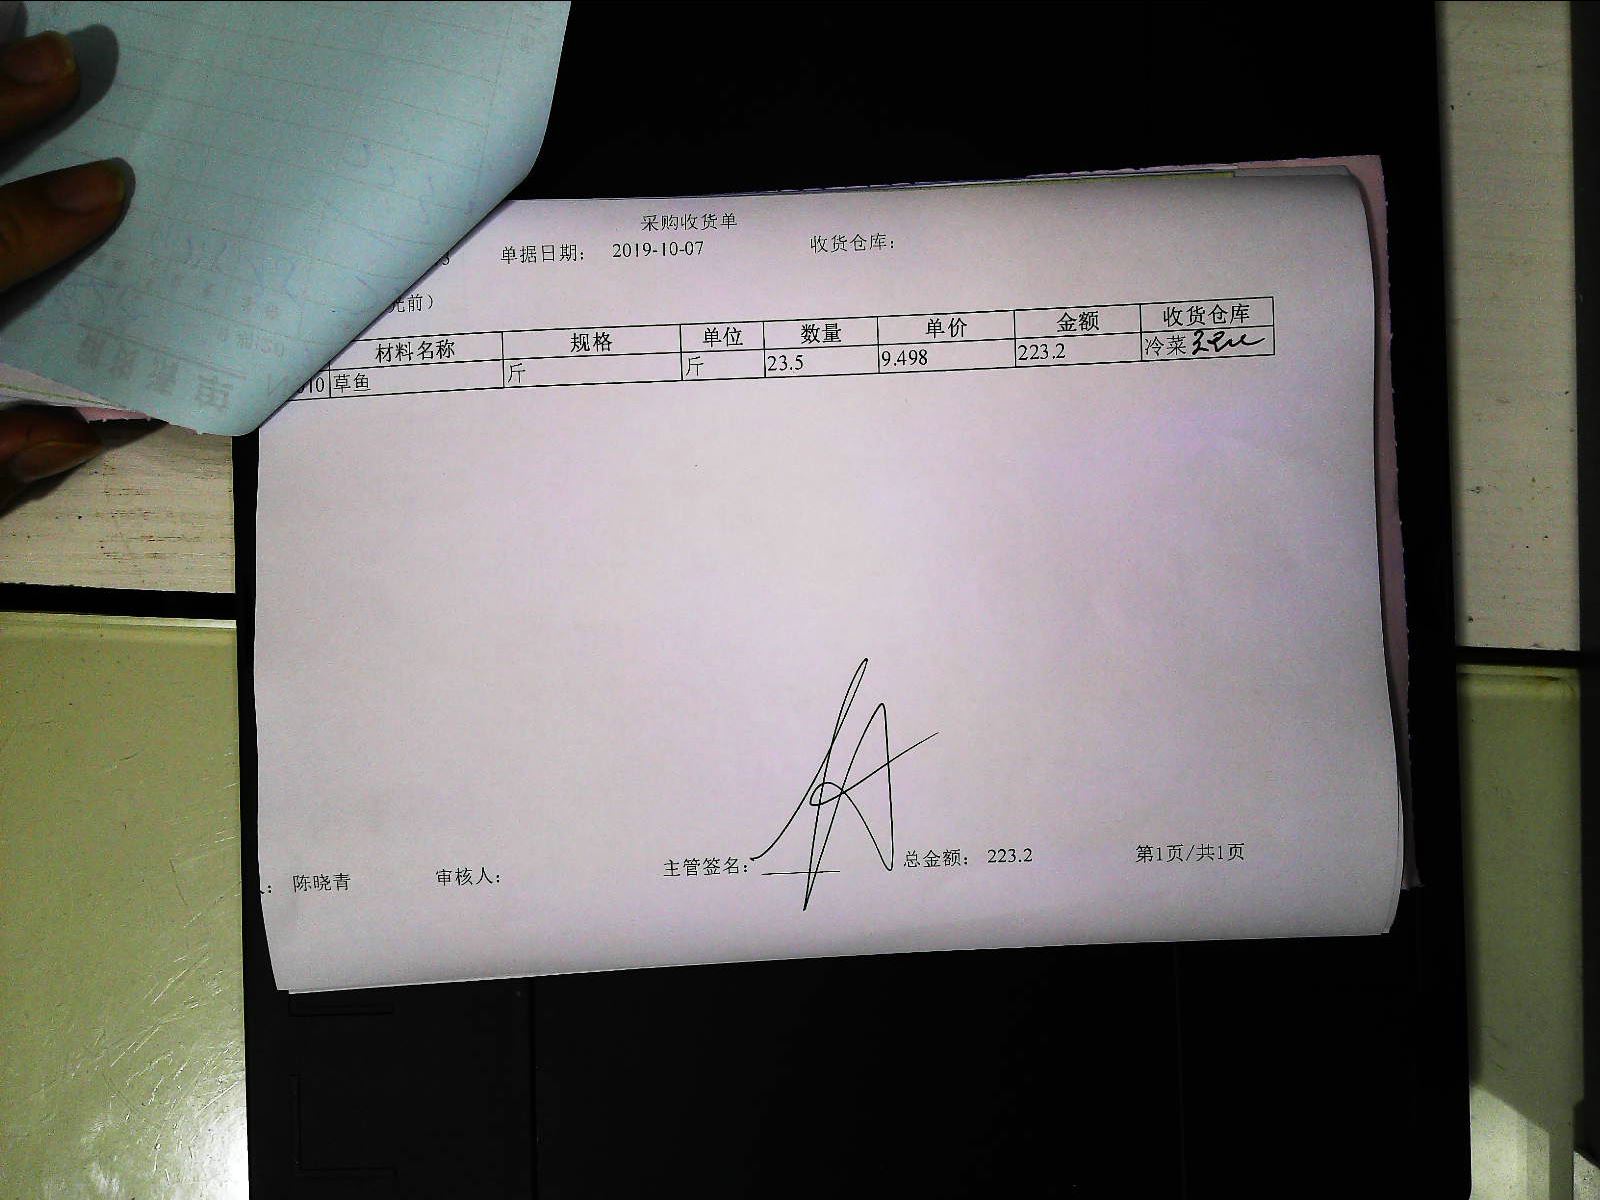 采购收货单
单据日期： 2019-10-07 收货仓库：
前）
材料名称 规格 单位 数量 单价 金额 收货仓库
010 草鱼 斤 斤 23.5 9.498 223.2 冷菜
陈晓青 审核人： 主管签名： 总金额： 223.2 第1页/共1页